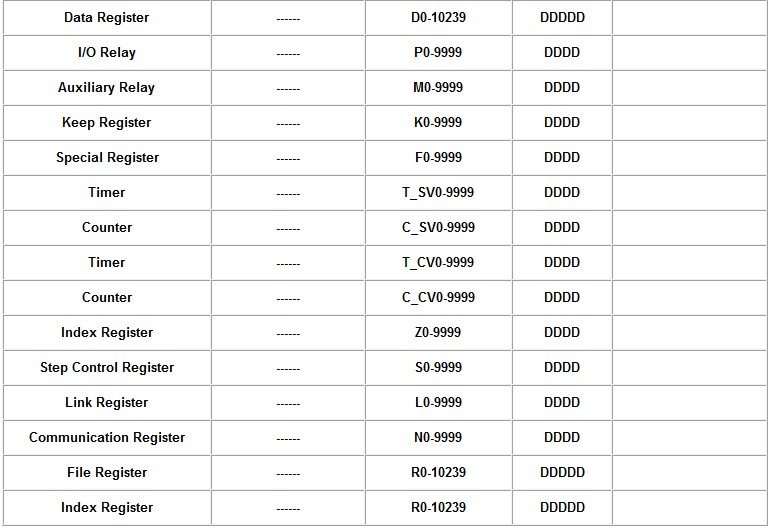 Data Register ------ D0-10239 DDDDD
I/O Relay ------ P0-9999 DDDD
Auxiliary Relay ------ M0-9999 DDDD
Keep Register ------ K0-9999 DDDD
Special Register ------ F0-9999 DDDD
Timer ------ T_SV0-9999 DDDD
Counter ------ C_SV0-9999 DDDD
Timer ------ T_CV0-9999 DDDD
Counter ------ C_CV0-9999 DDDD
Index Register ------ Z0-9999 DDDD
Step Control Register ------ S0-9999 DDDD
Link Register ------ L0-9999 DDDD
Communication Register ------ N0-9999 DDDD
File Register ------ R0-10239 DDDDD
Index Register ------ R0-10239 DDDDD